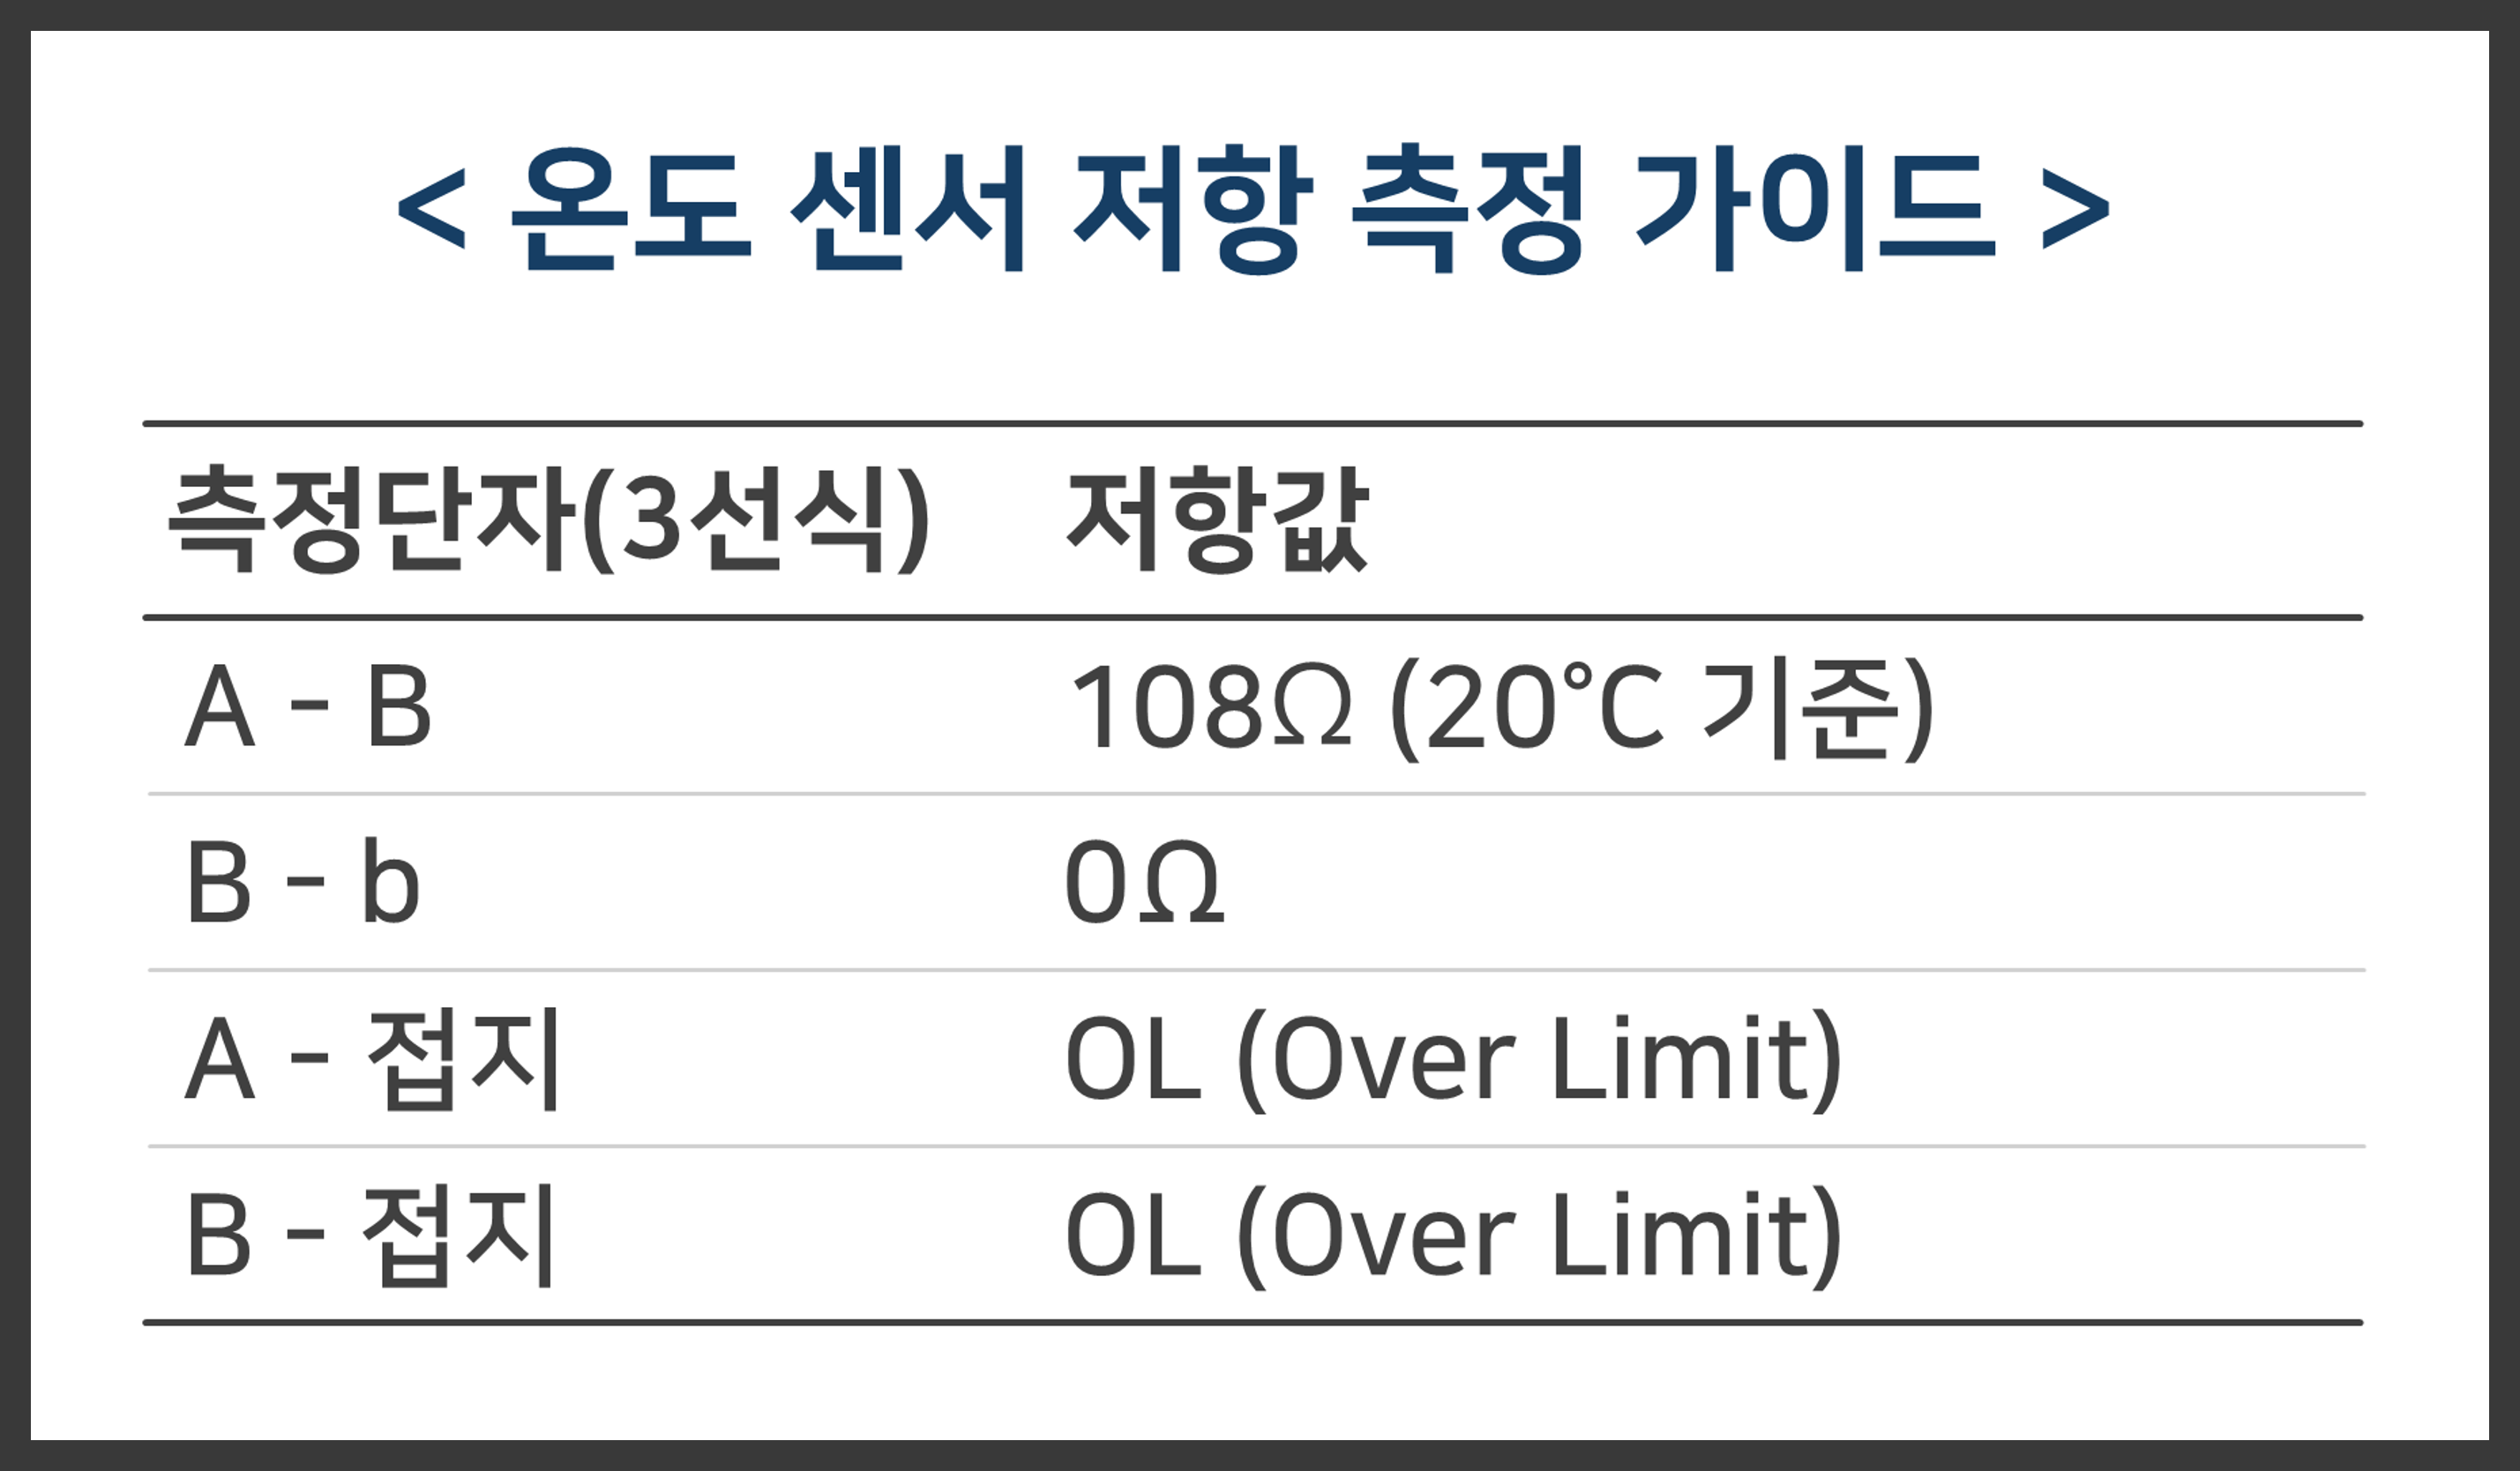 < 온도 센서 저항 측정 가이드 >
측정단자(3선식) 저항값
A - B 108Ω (20°C 기준)
B - b 0Ω
A - 접지 OL (Over Limit)
B - 접지 OL (Over Limit)